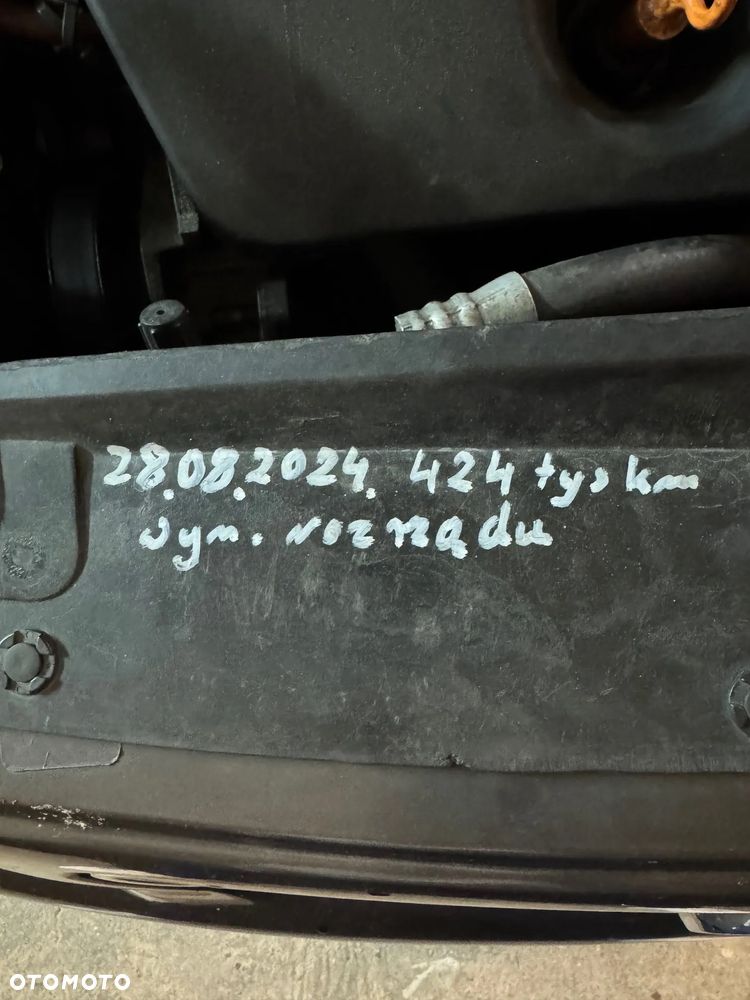 28.08.2024. 424 tys km
wym. rozrządu
OTOMOTO